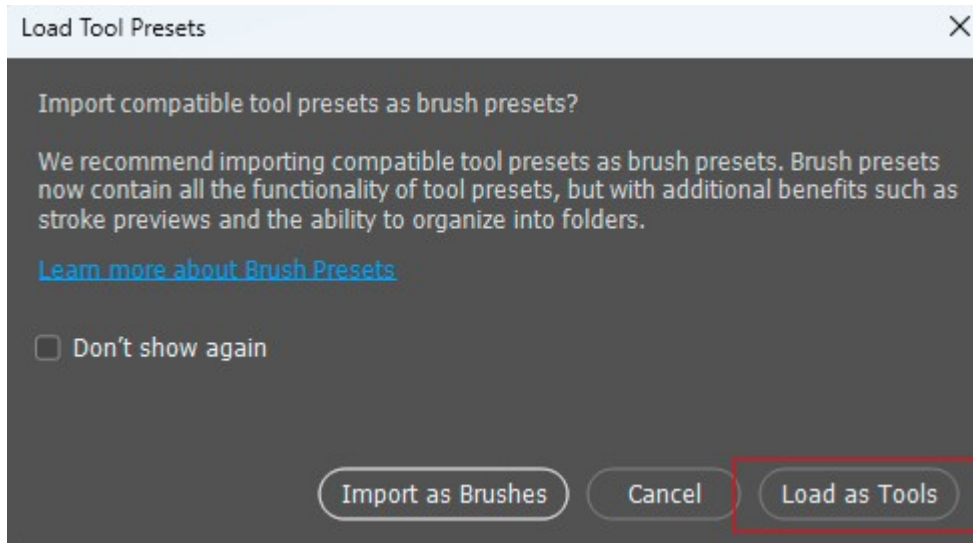 Load Tool Presets
Import compatible tool presets as brush presets?
We recommend importing compatible tool presets as brush presets. Brush presets
now contain all the functionality of tool presets, but with additional benefits such as
stroke previews and the ability to organize into folders.
Learn more about Brush Presets
Don't show again
Import as Brushes Cancel Load as Tools